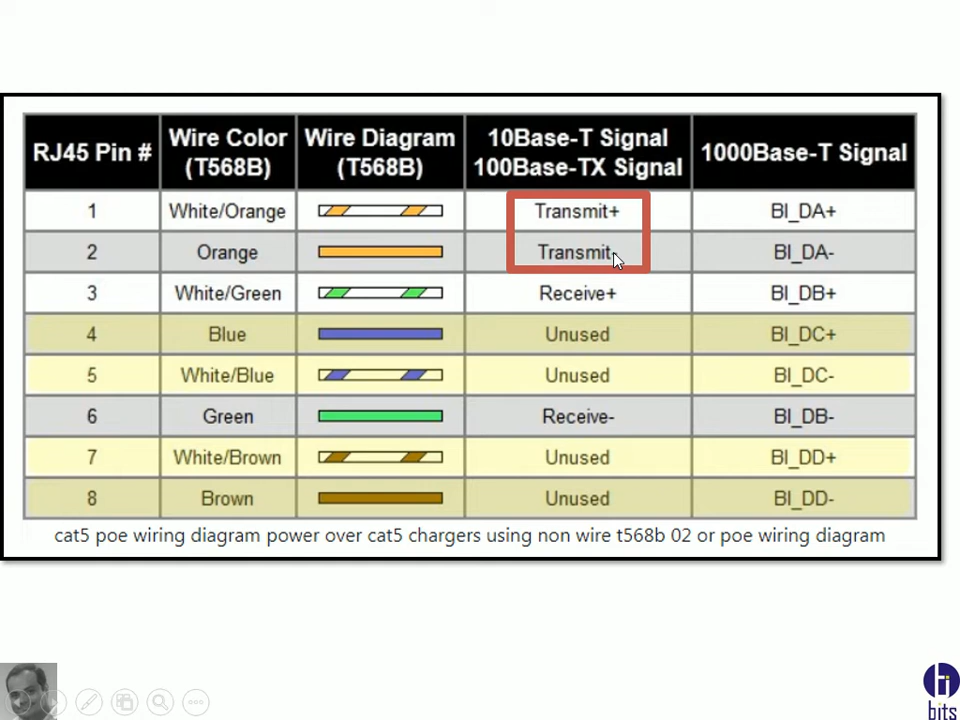 RJ45 Pin # Wire Color (T568B) Wire Diagram (T568B) 10Base-T Signal 100Base-TX Signal 1000Base-T Signal
1 White/Orange Transmit+ BI_DA+
2 Orange Transmit- BI_DA-
3 White/Green Receive+ BI_DB+
4 Blue Unused BI_DC+
5 White/Blue Unused BI_DC-
6 Green Receive- BI_DB-
7 White/Brown Unused BI_DD+
8 Brown Unused BI_DD-
cat5 poe wiring diagram power over cat5 chargers using non wire t568b 02 or poe wiring diagram
bits